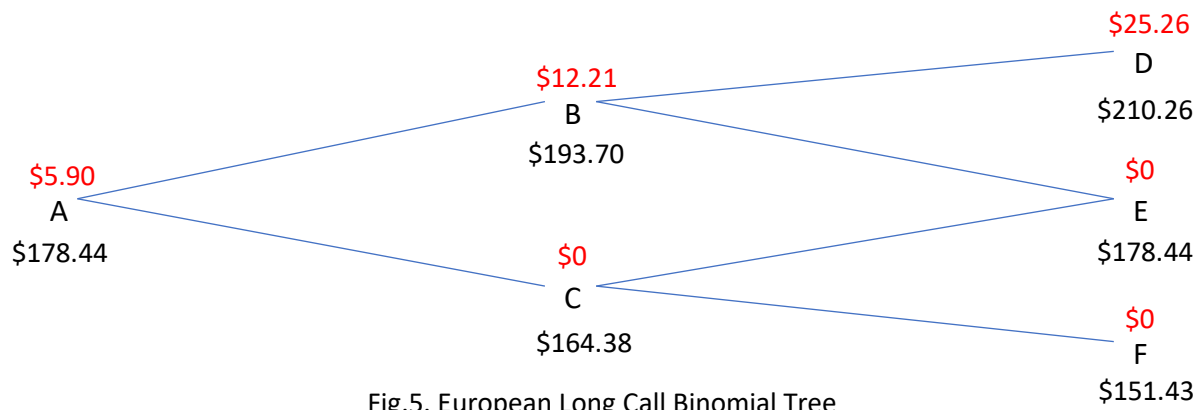 $25.26
D
$210.26
$12.21
B
$193.70
$5.90
A
$178.44
$0
E
$178.44
$0
C
$164.38
$0
F
$151.43
Fig.5. European Long Call Binomial Tree